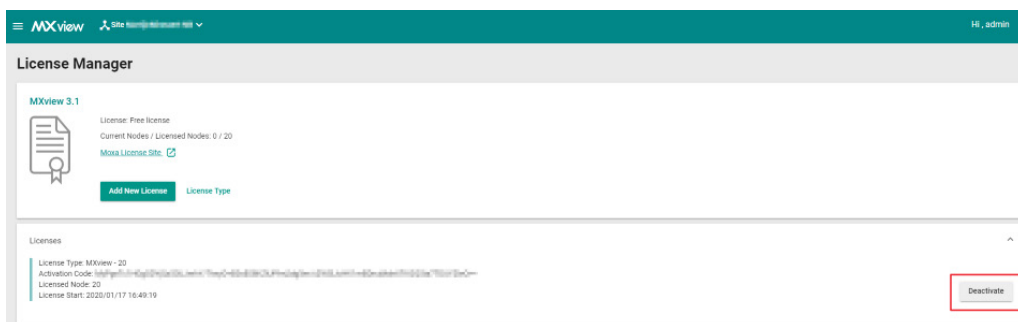 MXview Site Hi , admin
License Manager
MXview 3.1
License: Free license
Current Nodes / Licensed Nodes: 0 / 20
Moxa License Site
Add New License License Type
Licenses
License Type: MXview - 20
Activation Code:
Licensed Node: 20
License Start: 2020/01/17 16:49:19
Deactivate